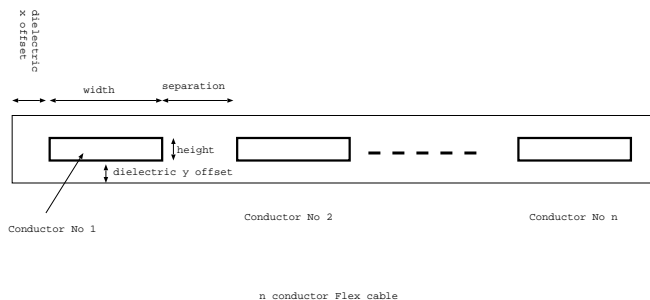 dielectric
x offset
width
separation
height
dielectric y offset
Conductor No 1
Conductor No 2
Conductor No n
n conductor Flex cable